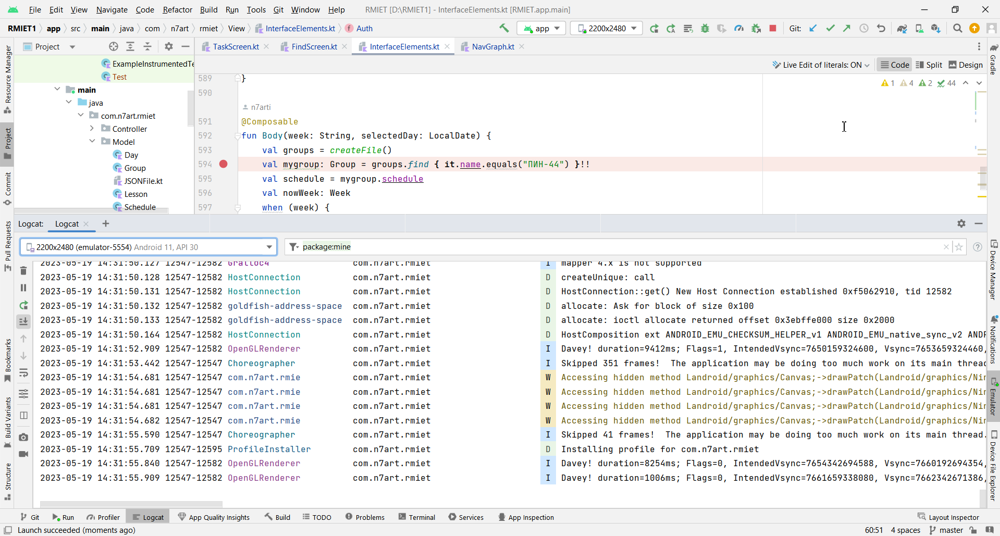 File Edit View Navigate Code Refactor Build Run Tools Git Window Help RMIET [D:\RMIET1] - InterfaceElements.kt [RMIET.app.main]
RMIET1 app src main java com n7art rmiet View InterfaceElements.kt f Auth app 2200x2480 Git:
Project TaskScreen.kt FindScreen.kt InterfaceElements.kt NavGraph.kt
Live Edit of literals: ON Code Split Design
Resource Manager
Project
Commit
Pull Requests
Bookmarks
Build Variants
Structure
ExampleInstrumentedTe
Test
main
java
com.n7art.rmiet
Controller
Model
Day
Group
JSONFile.kt
Lesson
Schedule
1 4 2 44
589 }
590
n7arti
591 @Composable
592 fun Body(week: String, selectedDay: LocalDate) {
593 val groups = createFile()
594 val mygroup: Group = groups.find { it.name.equals("ПИН-44") }!!
595 val schedule = mygroup.schedule
596 val nowWeek: Week
597 when (week) {
Gradle
Device Manager
Notifications
Emulator
Device File Explorer
Logcat: Logcat +
2200x2480 (emulator-5554) Android 11, API 30 package:mine
2023-05-19 14:31:50.127 12547-12582 Gralloc4 com.n7art.rmiet I mapper 4.x is not supported
2023-05-19 14:31:50.128 12547-12582 HostConnection com.n7art.rmiet D createUnique: call
2023-05-19 14:31:50.131 12547-12582 HostConnection com.n7art.rmiet D HostConnection::get() New Host Connection established 0xf5062910, tid 12582
2023-05-19 14:31:50.132 12547-12582 goldfish-address-space com.n7art.rmiet D allocate: Ask for block of size 0x100
2023-05-19 14:31:50.133 12547-12582 goldfish-address-space com.n7art.rmiet D allocate: ioctl allocate returned offset 0x3ebffe000 size 0x2000
2023-05-19 14:31:50.164 12547-12582 HostConnection com.n7art.rmiet D HostComposition ext ANDROID_EMU_CHECKSUM_HELPER_v1 ANDROID_EMU_native_sync_v2 ANDR
2023-05-19 14:31:52.909 12547-12582 OpenGLRenderer com.n7art.rmiet I Davey! duration=9412ms; Flags=1, IntendedVsync=7650159324600, Vsync=7653659324460,
2023-05-19 14:31:53.442 12547-12547 Choreographer com.n7art.rmiet I Skipped 351 frames! The application may be doing too much work on its main thread
2023-05-19 14:31:54.681 12547-12547 com.n7art.rmie com.n7art.rmiet W Accessing hidden method Landroid/graphics/Canvas;->drawPatch(Landroid/graphics/Nin
2023-05-19 14:31:54.681 12547-12547 com.n7art.rmie com.n7art.rmiet W Accessing hidden method Landroid/graphics/Canvas;->drawPatch(Landroid/graphics/Nin
2023-05-19 14:31:54.681 12547-12547 com.n7art.rmie com.n7art.rmiet W Accessing hidden method Landroid/graphics/Canvas;->drawPatch(Landroid/graphics/Nin
2023-05-19 14:31:54.682 12547-12547 com.n7art.rmie com.n7art.rmiet W Accessing hidden method Landroid/graphics/Canvas;->drawPatch(Landroid/graphics/Nin
2023-05-19 14:31:55.590 12547-12547 Choreographer com.n7art.rmiet I Skipped 41 frames! The application may be doing too much work on its main thread.
2023-05-19 14:31:55.709 12547-12595 ProfileInstaller com.n7art.rmiet D Installing profile for com.n7art.rmiet
2023-05-19 14:31:55.840 12547-12582 OpenGLRenderer com.n7art.rmiet I Davey! duration=8254ms; Flags=0, IntendedVsync=7654342694588, Vsync=7660192694354,
2023-05-19 14:31:55.909 12547-12582 OpenGLRenderer com.n7art.rmiet I Davey! duration=1006ms; Flags=0, IntendedVsync=7661659338080, Vsync=7662342671386,
Git Run Profiler Logcat App Quality Insights Build TODO Problems Terminal Services App Inspection Layout Inspector
Launch succeeded (moments ago) 60:51 4 spaces master